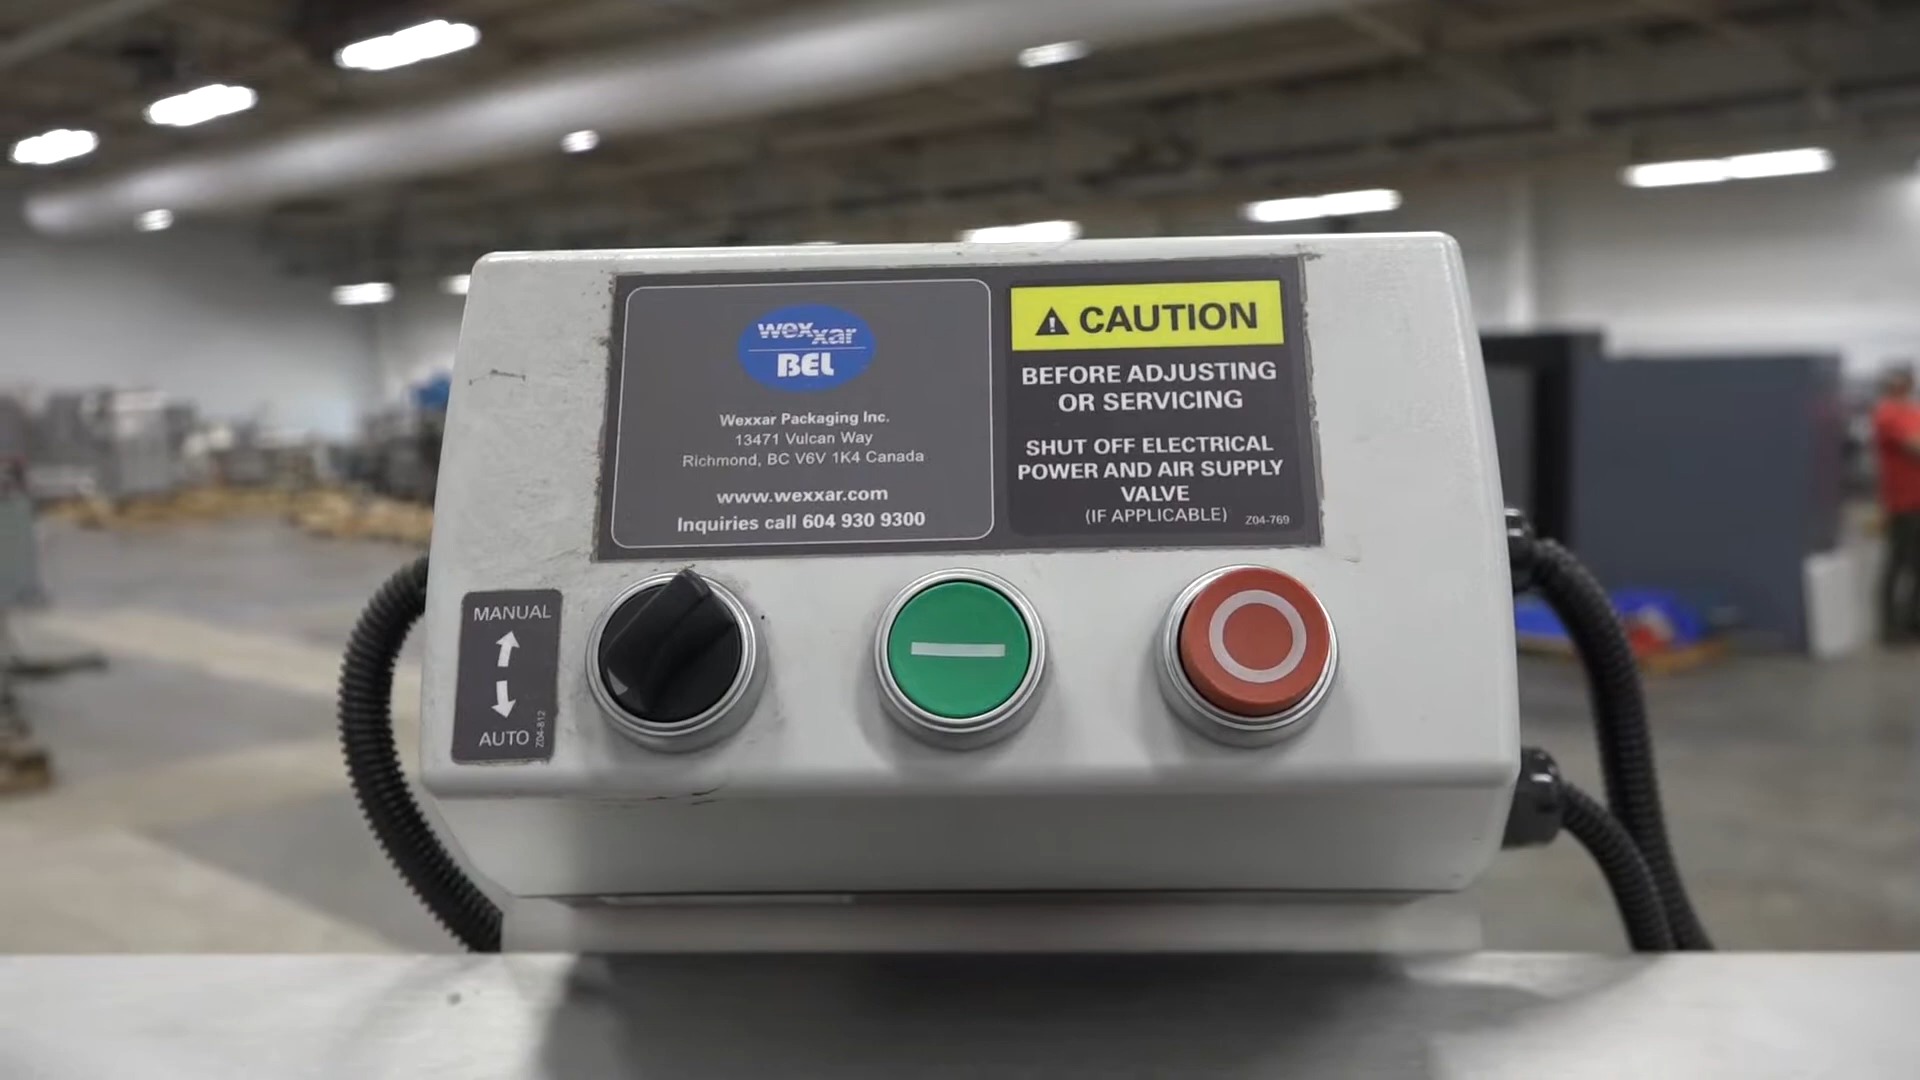 wexxar
BEL
Wexxar Packaging Inc.
13471 Vulcan Way
Richmond, BC V6V 1K4 Canada
www.wexxar.com
Inquiries call 604 930 9300
CAUTION
BEFORE ADJUSTING
OR SERVICING
SHUT OFF ELECTRICAL
POWER AND AIR SUPPLY
VALVE
(IF APPLICABLE)
Z04-769
MANUAL
AUTO
Z04-812